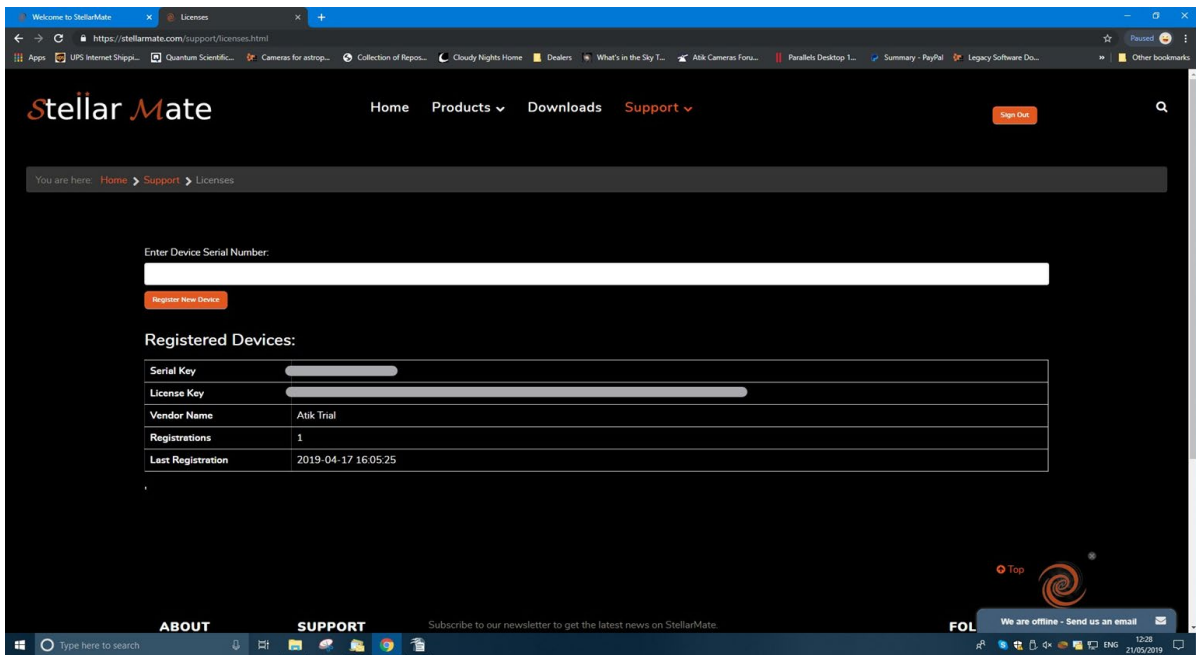 Welcome to StellarMate
Licenses
https://stellarmate.com/support/licenses.html
Paused
Apps UPS Internet Shippi... Quantum Scientific... Cameras for astrop... Collection of Repos... Cloudy Nights Home Dealers What's in the Sky T... Atik Cameras Foru... Parallels Desktop 1... Summary - PayPal Legacy Software Do... » Other bookmarks
Stellar Mate
Home Products Downloads Support
Sign Out
You are here: Home Support Licenses
Enter Device Serial Number:
Register New Device
Registered Devices:
Serial Key
License Key
Vendor Name Atik Trial
Registrations 1
Last Registration 2019-04-17 16:05:25
,
Top
ABOUT SUPPORT Subscribe to our newsletter to get the latest news on StellarMate. FOL
We are offline - Send us an email
Type here to search
ENG
12:28
21/05/2019